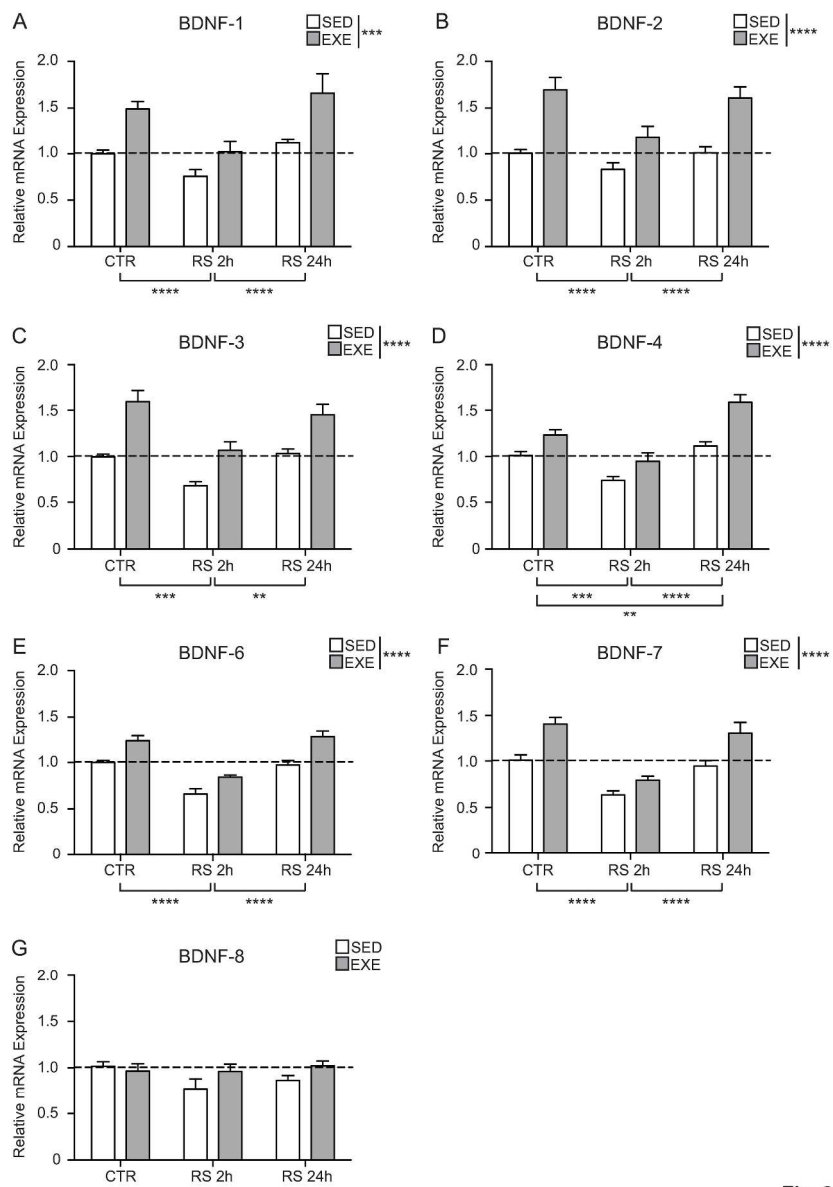 A
BDNF-1
SED
EXE
***
Relative mRNA Expression
2.0
1.5
1.0
0.5
0
CTR RS 2h RS 24h
**** ****
B
BDNF-2
SED
EXE
****
Relative mRNA Expression
2.0
1.5
1.0
0.5
0
CTR RS 2h RS 24h
**** ****
C
BDNF-3
SED
EXE
****
Relative mRNA Expression
2.0
1.5
1.0
0.5
0
CTR RS 2h RS 24h
*** **
D
BDNF-4
SED
EXE
****
Relative mRNA Expression
2.0
1.5
1.0
0.5
0
CTR RS 2h RS 24h
*** ****
**
E
BDNF-6
SED
EXE
****
Relative mRNA Expression
2.0
1.5
1.0
0.5
0
CTR RS 2h RS 24h
**** ****
F
BDNF-7
SED
EXE
****
Relative mRNA Expression
2.0
1.5
1.0
0.5
0
CTR RS 2h RS 24h
**** ****
G
BDNF-8
SED
EXE
Relative mRNA Expression
2.0
1.5
1.0
0.5
0
CTR RS 2h RS 24h